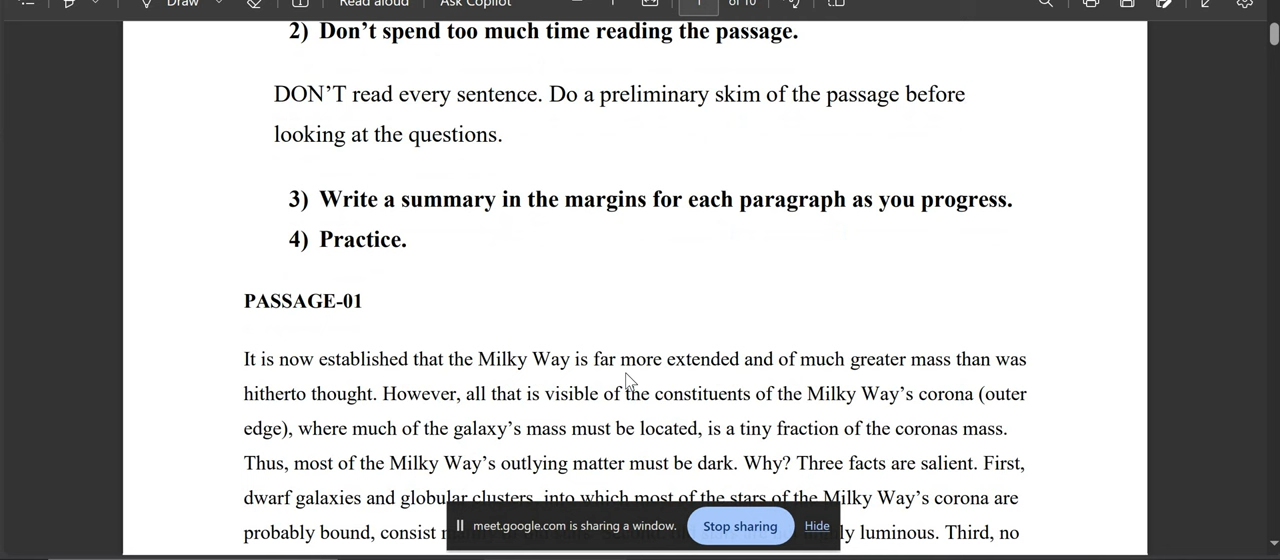 Draw
Read aloud
Ask Copilot
1
of 10
2) Don’t spend too much time reading the passage.
DON’T read every sentence. Do a preliminary skim of the passage before
looking at the questions.
3) Write a summary in the margins for each paragraph as you progress.
4) Practice.
PASSAGE-01
It is now established that the Milky Way is far more extended and of much greater mass than was
hitherto thought. However, all that is visible of the constituents of the Milky Way’s corona (outer
edge), where much of the galaxy’s mass must be located, is a tiny fraction of the coronas mass.
Thus, most of the Milky Way’s outlying matter must be dark. Why? Three facts are salient. First,
dwarf galaxies and globular clusters, into which most of the stars of the Milky Way’s corona are
probably bound, consist luminous. Third, no
meet.google.com is sharing a window.
Stop sharing
Hide